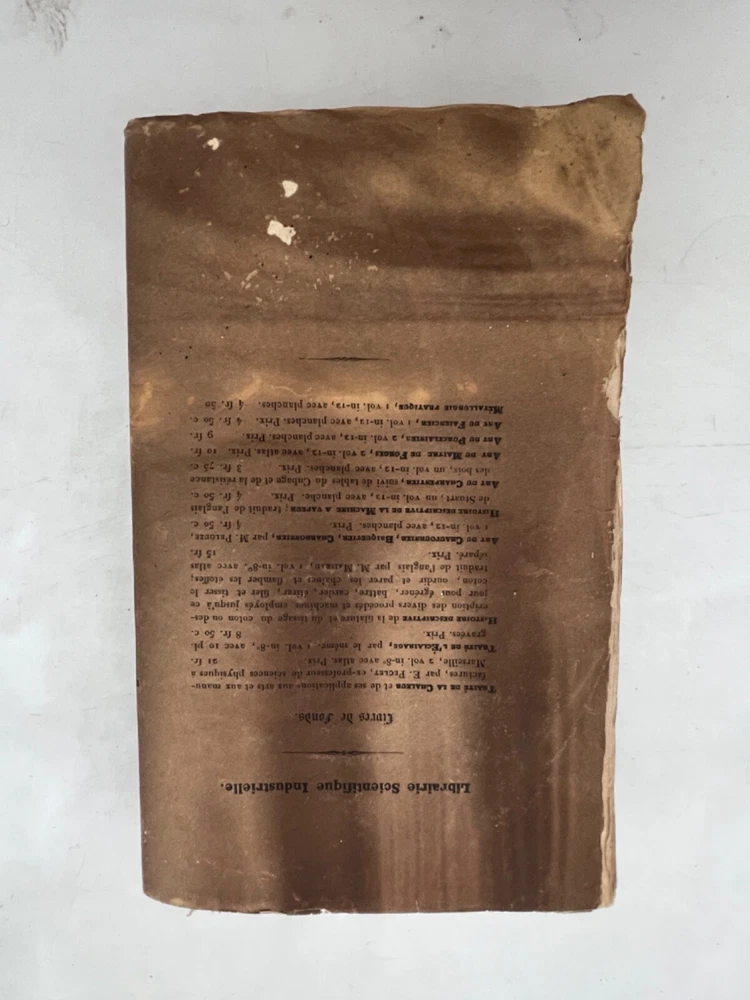 Librairie Scientifique Industrielle.
Livres de Fonds.
TRAITÉ DE LA CHALEUR et de ses applications aux arts et aux manu-
factures, par E. PECLET, ex-professeur de sciences physiques à
Marseille, 2 vol. in-8° avec atlas. Prix 21 fr.
TRAITÉ DE L'ÉCLAIRAGE, par le même, 1 vol. in-8°, avec 10 pl.
gravées. Prix. 8 fr. 50 c.
HISTOIRE DESCRIPTIVE de la filature et du tissage du coton ou des-
cription des divers procédés et machines employés jusqu'à ce
jour pour égréner, battre, carder, étirer, filer et tisser le
coton, ourdir et parer les chaînes et flamber les étoffes;
traduit de l'anglais par M. MAISEAU, 1 vol. in-8°, avec atlas
séparé. Prix. 15 fr.
ART DU CHAUFOURNIER, BRIQUETIER, CHARBONNIER, par M. PELOUZE,
1 vol. in-12, avec planches. Prix. 4 fr. 50 c.
HISTOIRE DESCRIPTIVE DE LA MACHINE A VAPEUR; traduit de l'anglais
de Stuart; un vol. in-12, avec planche. Prix. 4 fr. 50 c.
ART DU CHARPENTIER, suivi de tables du Cubage et de la résistance
des bois, un vol. in-12, avec planches. Prix. 3 fr. 75 c.
ART DU MAITRE DE FORGES, 2 vol. in-12, avec atlas. Prix. 10 fr.
ART DU PORCELAINIER, 2 vol. in-12, avec planches. Prix. 9 fr.
ART DU FAIENCIER, 1 vol. in-12, avec planches. Prix. 4 fr. 50 c.
MÉTALLURGIE PRATIQUE, 1 vol. in-12, avec planches. 4 fr. 50